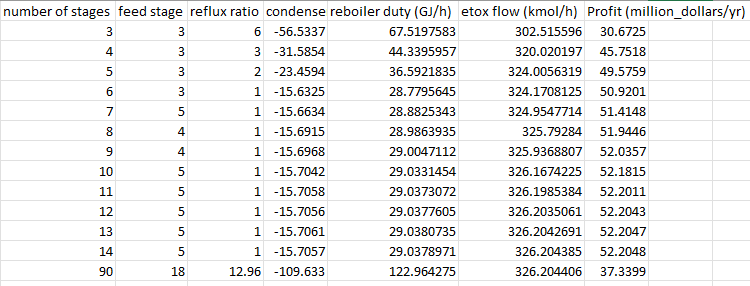 number of stages feed stage reflux ratio condense reboiler duty (GJ/h) etox flow (kmol/h) Profit (million_dollars/yr)
3 3 6 -56.5337 67.5197583 302.515596 30.6725
4 3 3 -31.5854 44.3395957 320.020197 45.7518
5 3 2 -23.4594 36.5921835 324.0056319 49.5759
6 3 1 -15.6325 28.7795645 324.1708125 50.9201
7 5 1 -15.6634 28.8825343 324.9547714 51.4148
8 4 1 -15.6915 28.9863935 325.79284 51.9446
9 4 1 -15.6968 29.0047112 325.9368807 52.0357
10 5 1 -15.7042 29.0331454 326.1674225 52.1815
11 5 1 -15.7058 29.0373072 326.1985384 52.2011
12 5 1 -15.7056 29.0377605 326.2035061 52.2043
13 5 1 -15.7061 29.0380735 326.2042691 52.2047
14 5 1 -15.7057 29.0378971 326.204385 52.2048
90 18 12.96 -109.633 122.964275 326.204406 37.3399